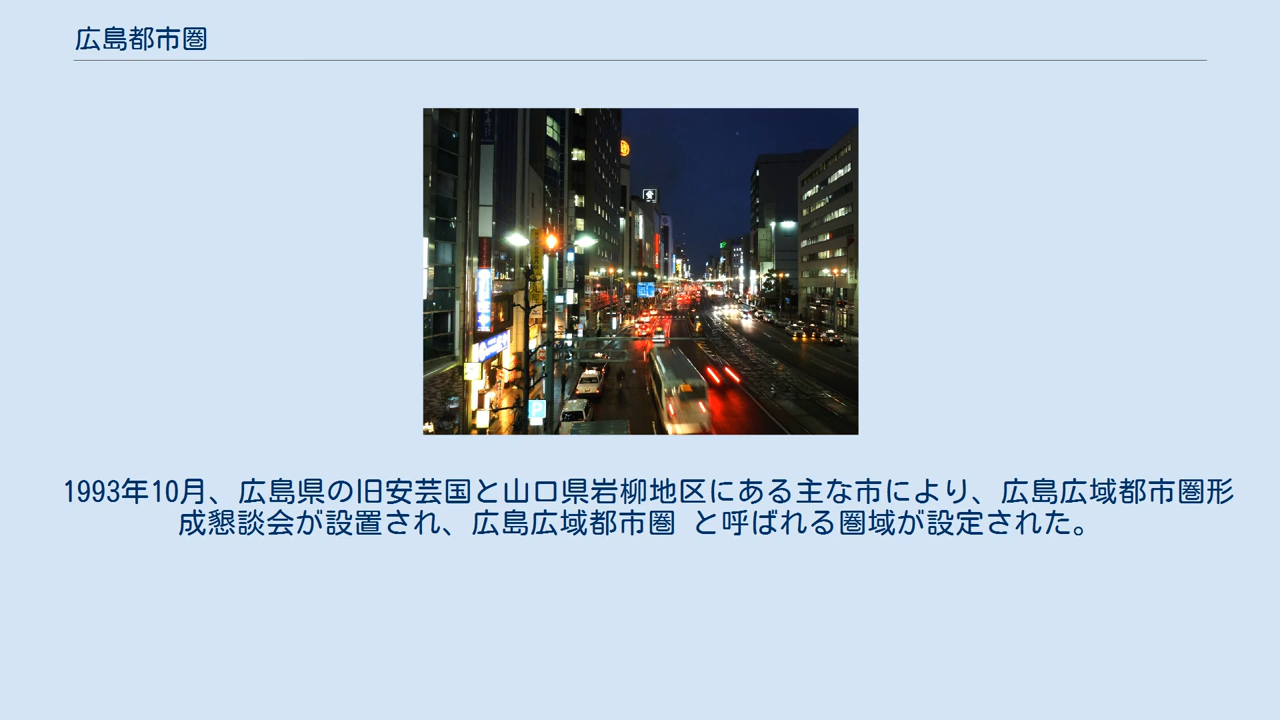 広島都市圏
P
1993年10月、広島県の旧安芸国と山口県岩柳地区にある主な市により、広島広域都市圏形
成懇談会が設置され、広島広域都市圏 と呼ばれる圏域が設定された。